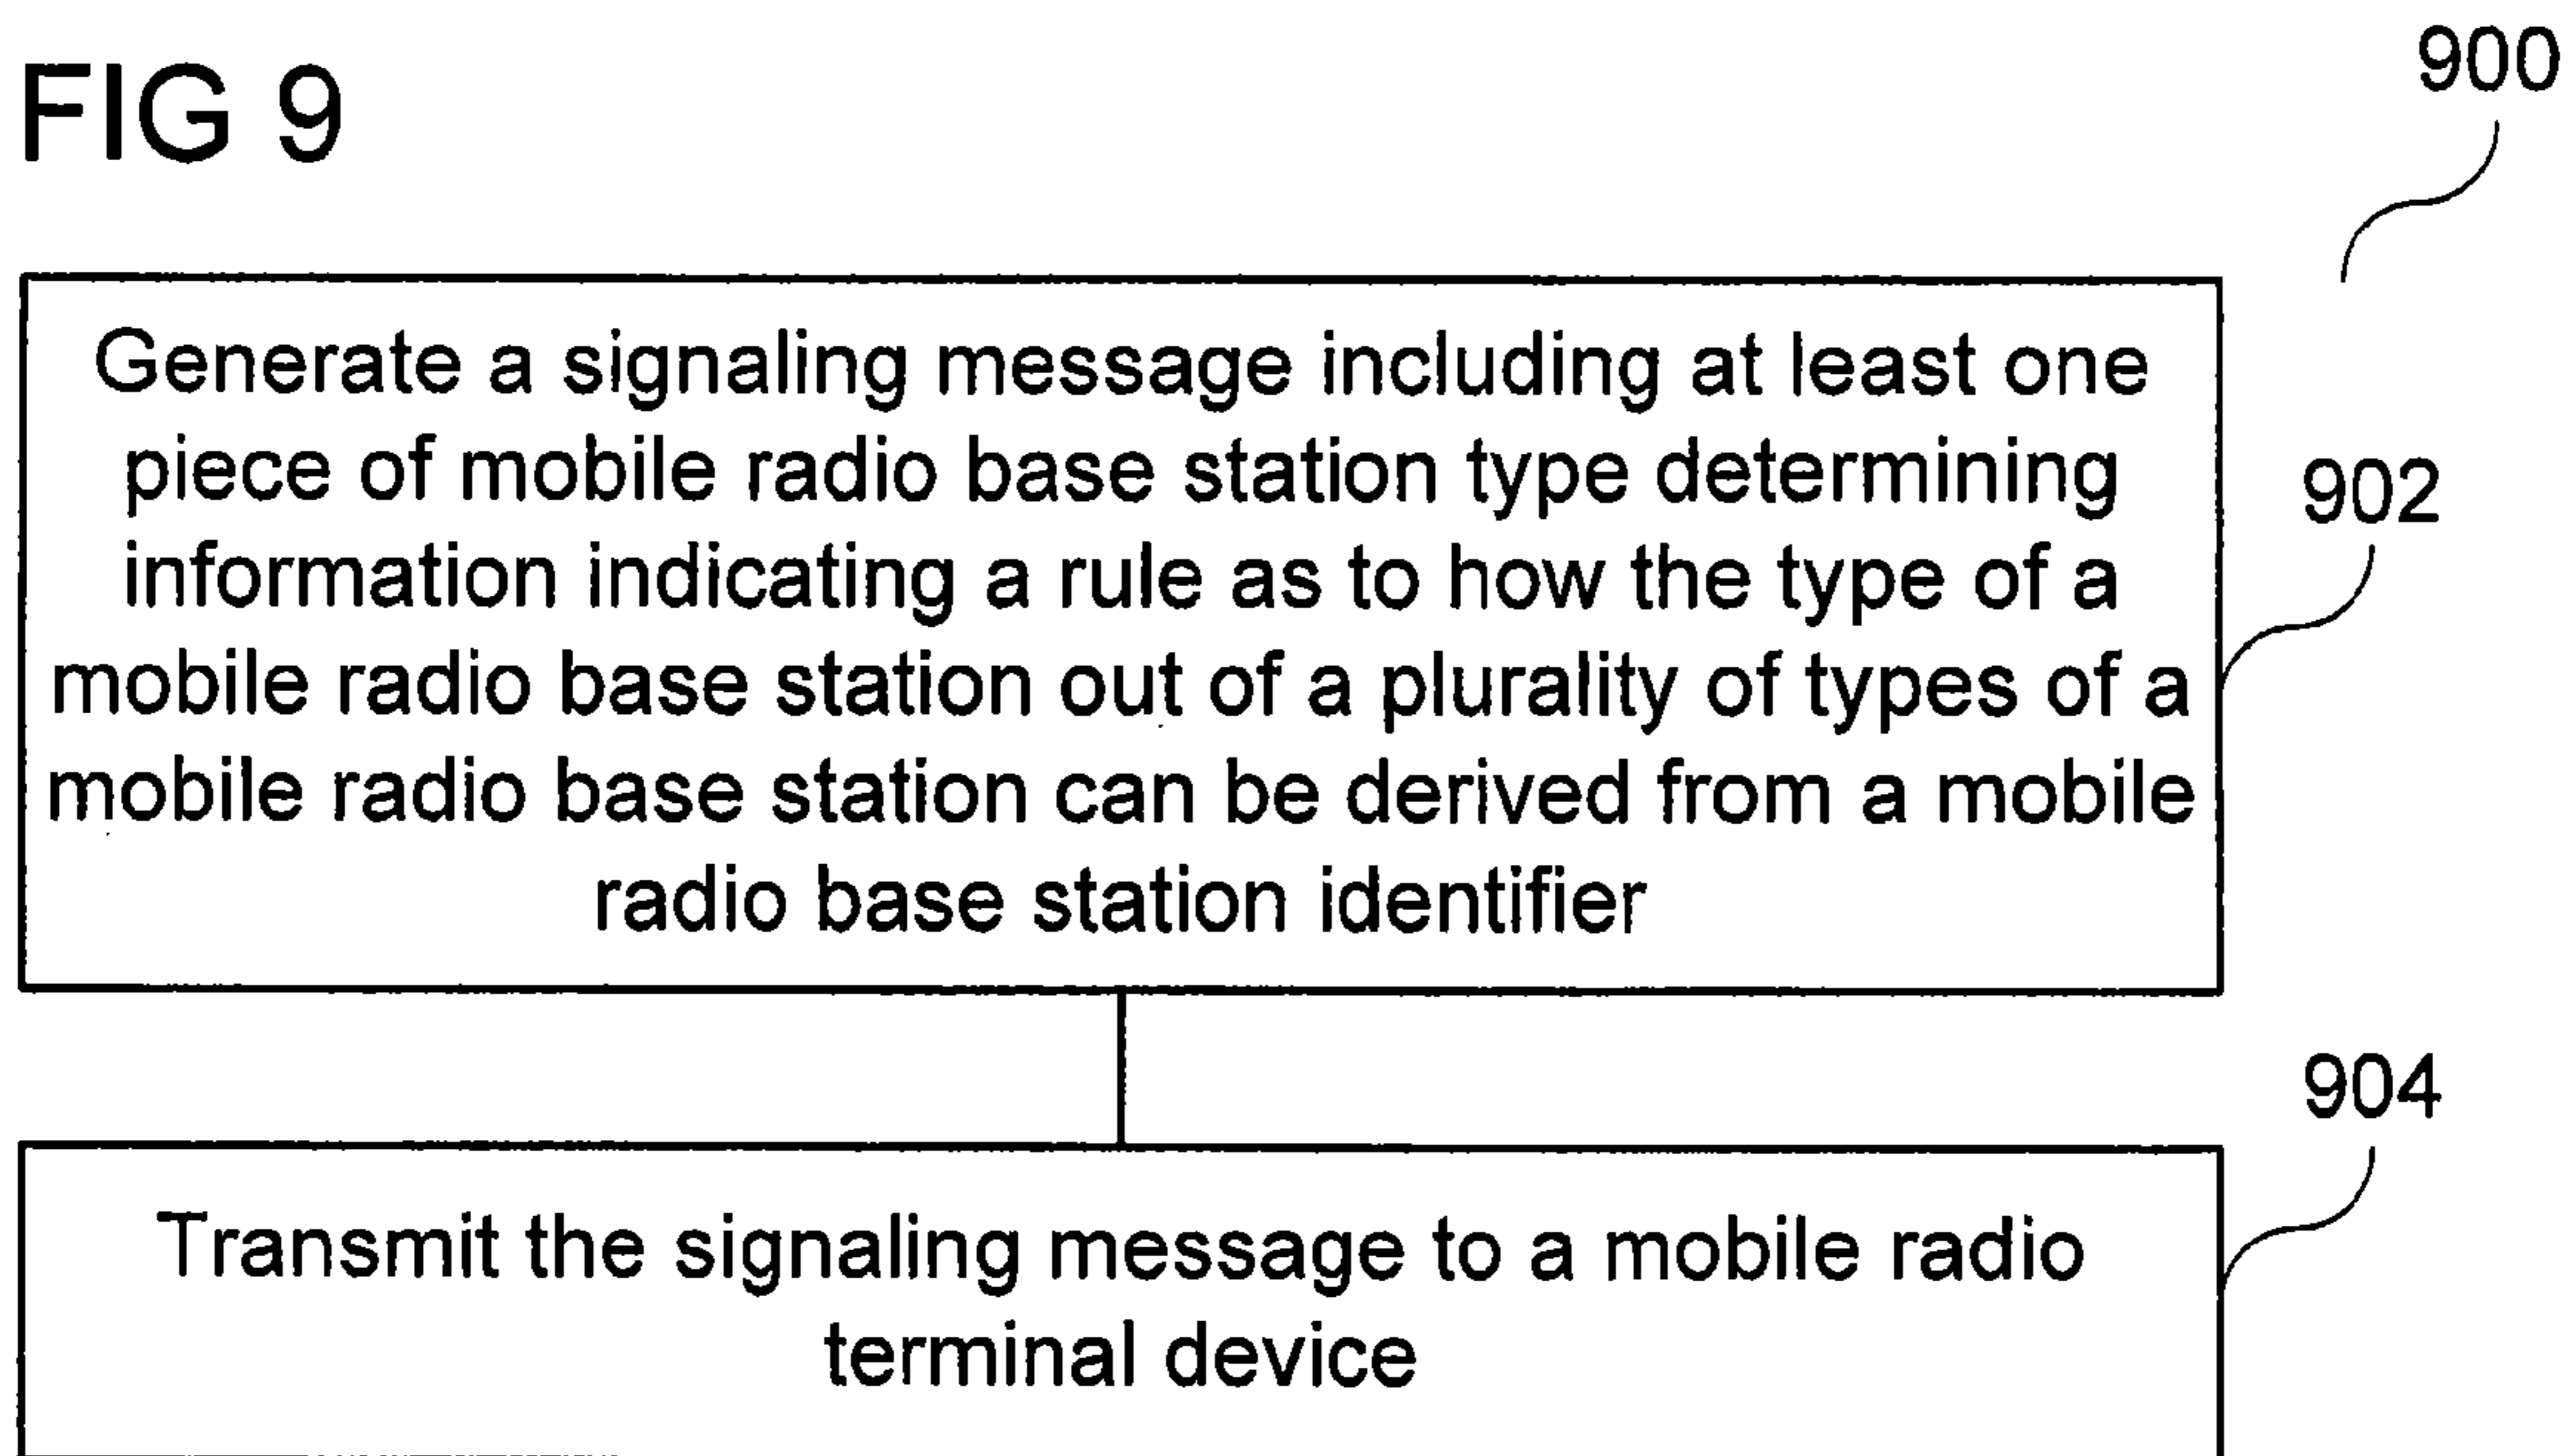 FIG 9
900
Generate a signaling message including at least one
piece of mobile radio base station type determining
information indicating a rule as to how the type of a
mobile radio base station out of a plurality of types of a
mobile radio base station can be derived from a mobile
radio base station identifier
902
904
Transmit the signaling message to a mobile radio
terminal device